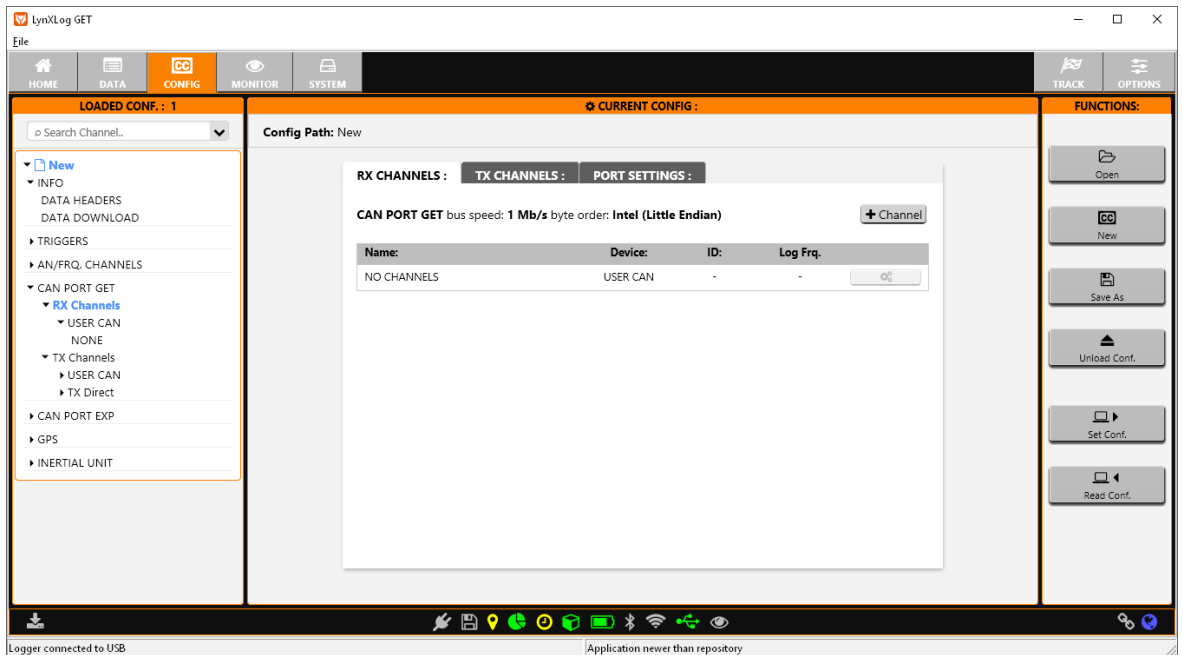 LynXLog GET
File
HOME
DATA
CONFIG
MONITOR
SYSTEM
TRACK
OPTIONS
LOADED CONF. : 1
Search Channel..
New
INFO
DATA HEADERS
DATA DOWNLOAD
TRIGGERS
AN/FRQ. CHANNELS
CAN PORT GET
RX Channels
USER CAN
NONE
TX Channels
USER CAN
TX Direct
CAN PORT EXP
GPS
INERTIAL UNIT
CURRENT CONFIG :
Config Path: New
RX CHANNELS : TX CHANNELS : PORT SETTINGS :
CAN PORT GET bus speed: 1 Mb/s byte order: Intel (Little Endian)
+ Channel
Name: Device: ID: Log Frq.
NO CHANNELS USER CAN - -
FUNCTIONS:
Open
CC
New
Save As
Unload Conf.
Set Conf.
Read Conf.
Logger connected to USB
Application newer than repository